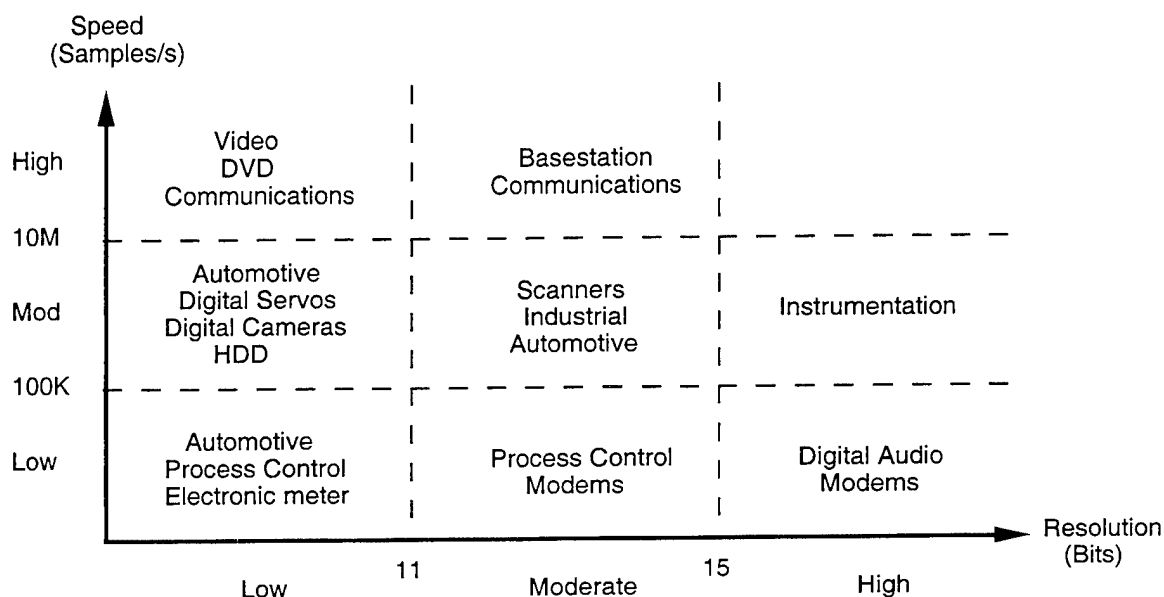 Speed
(Samples/s)
High
Video
DVD
Communications
Basestation
Communications
10M
Mod
Automotive
Digital Servos
Digital Cameras
HDD
Scanners
Industrial
Automotive
Instrumentation
100K
Low
Automotive
Process Control
Electronic meter
Process Control
Modems
Digital Audio
Modems
Resolution
(Bits)
11
15
Low
Moderate
High